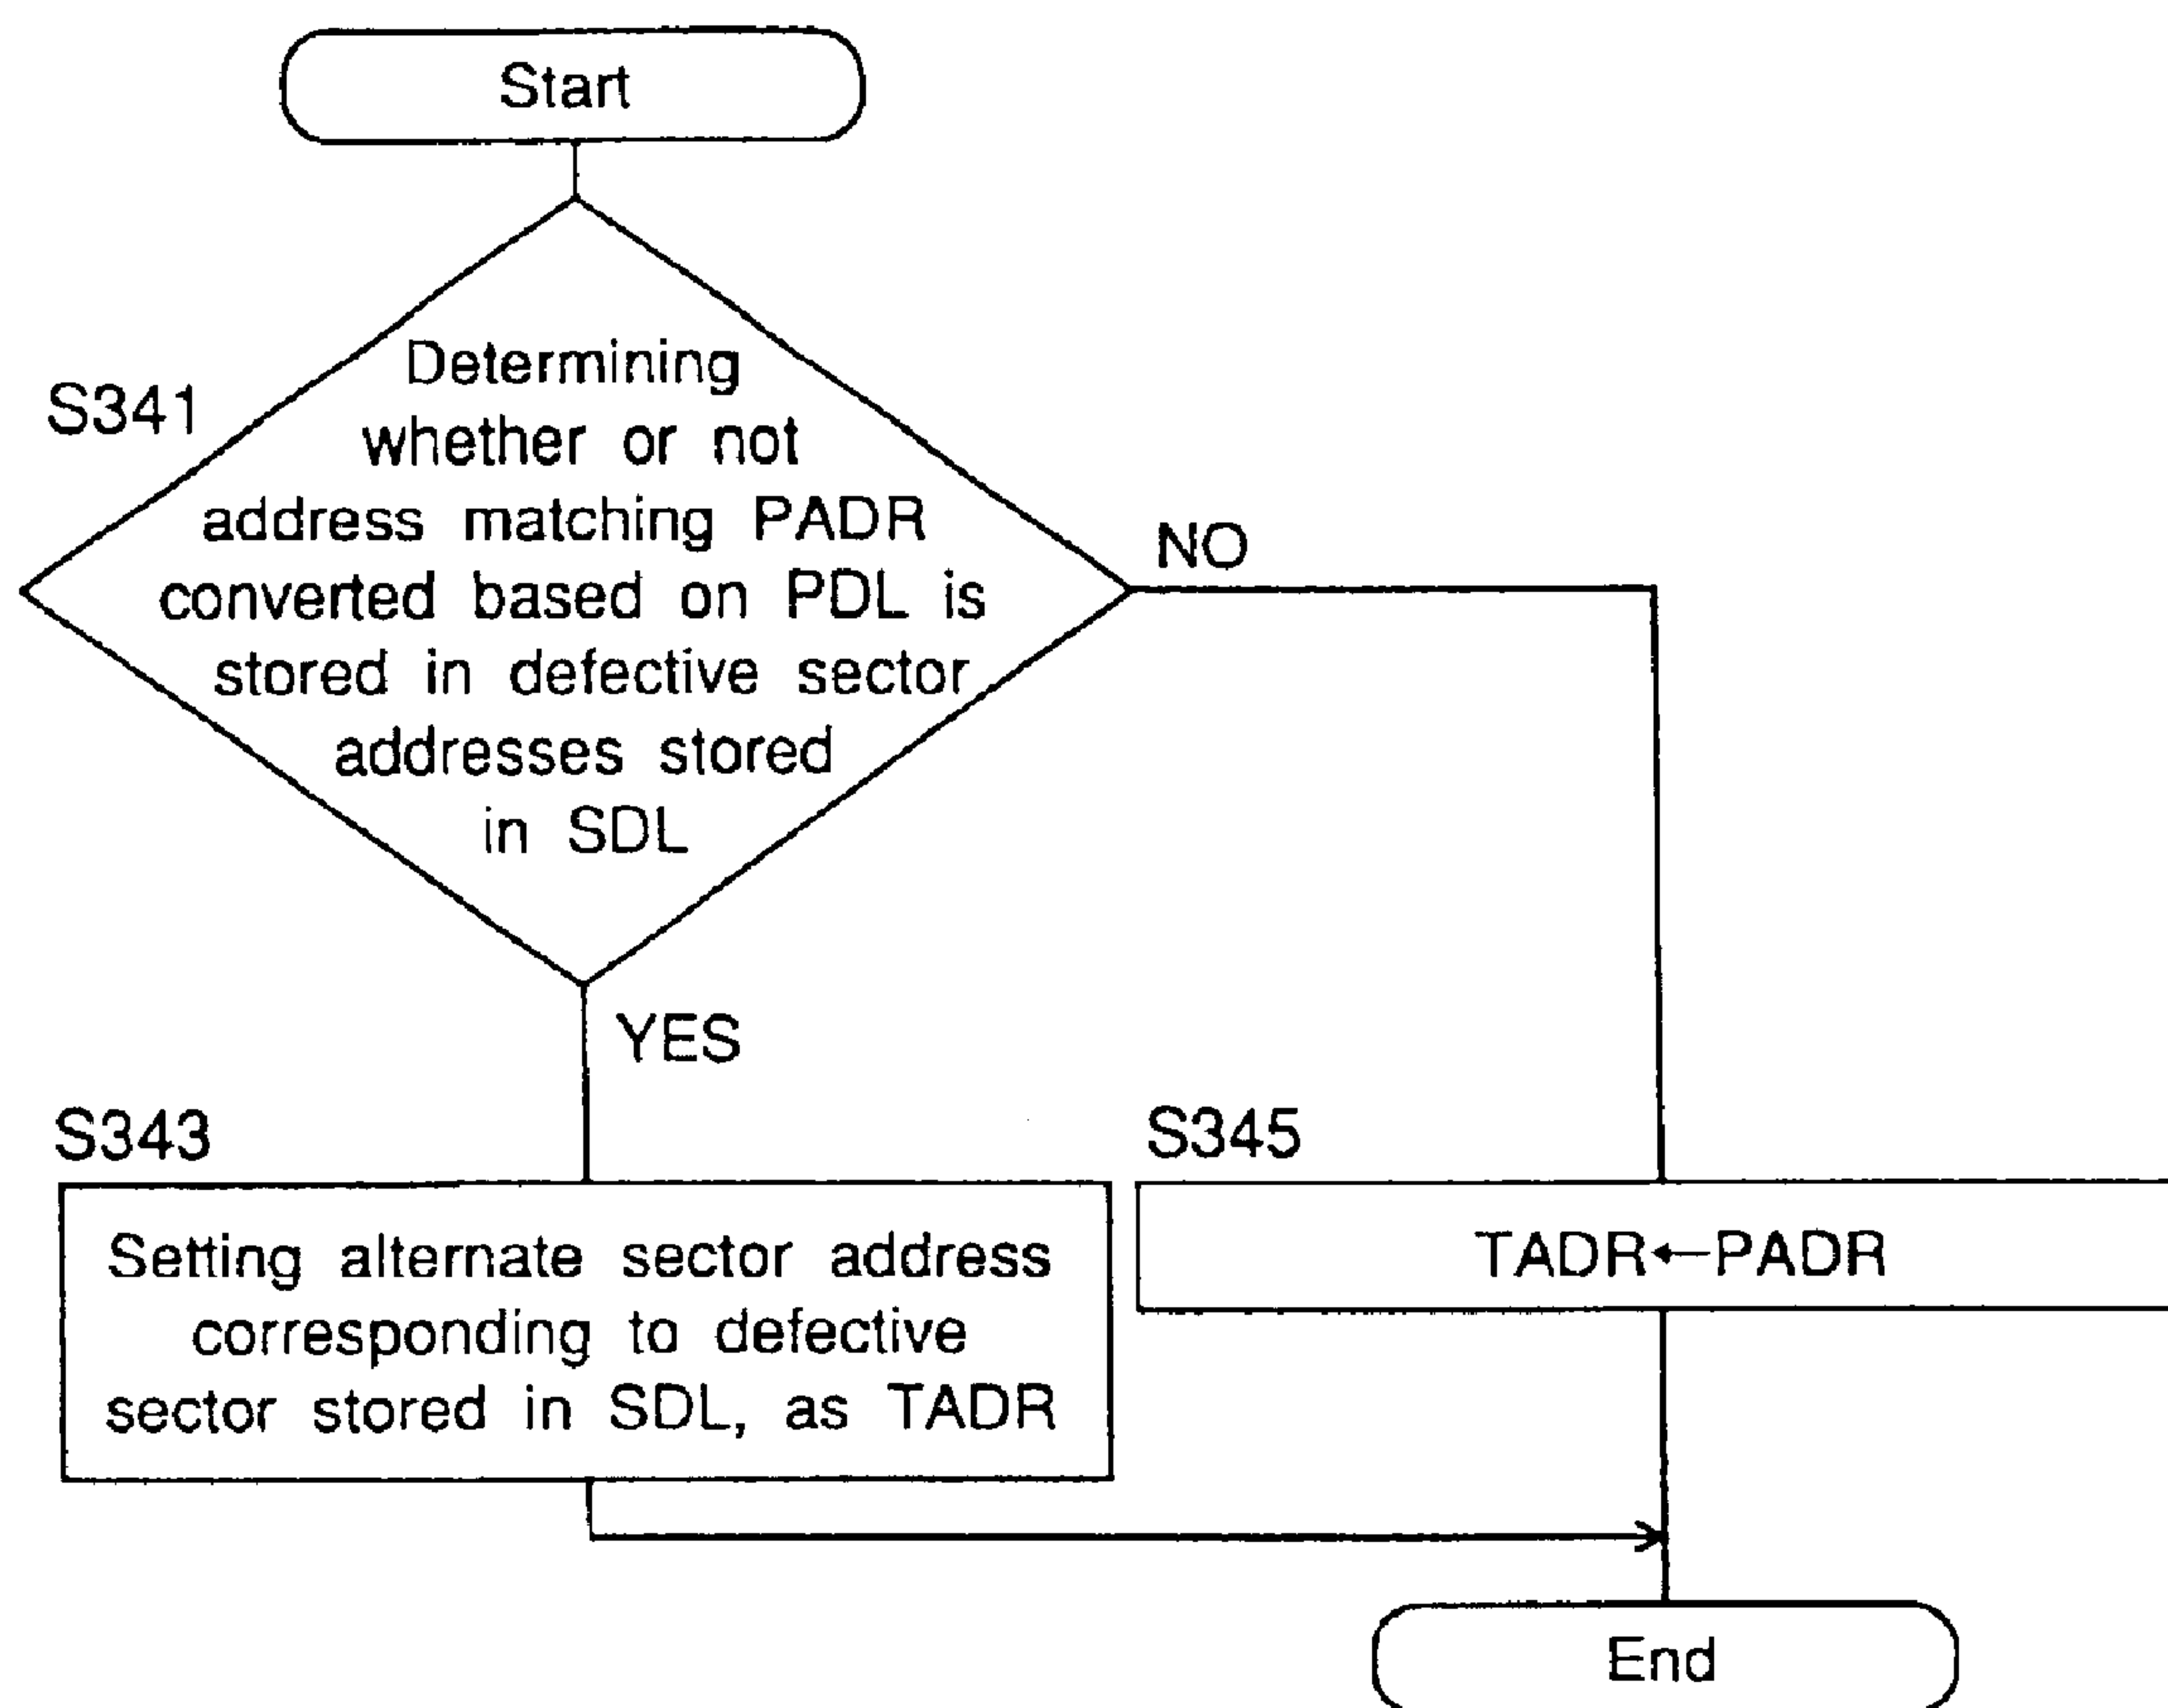 Start
S341
Determining
whether or not
address matching PADR
converted based on PDL is
stored in defective sector
addresses stored
in SDL
NO
YES
S343
Setting alternate sector address
corresponding to defective
sector stored in SDL, as TADR
S345
TADR←PADR
End